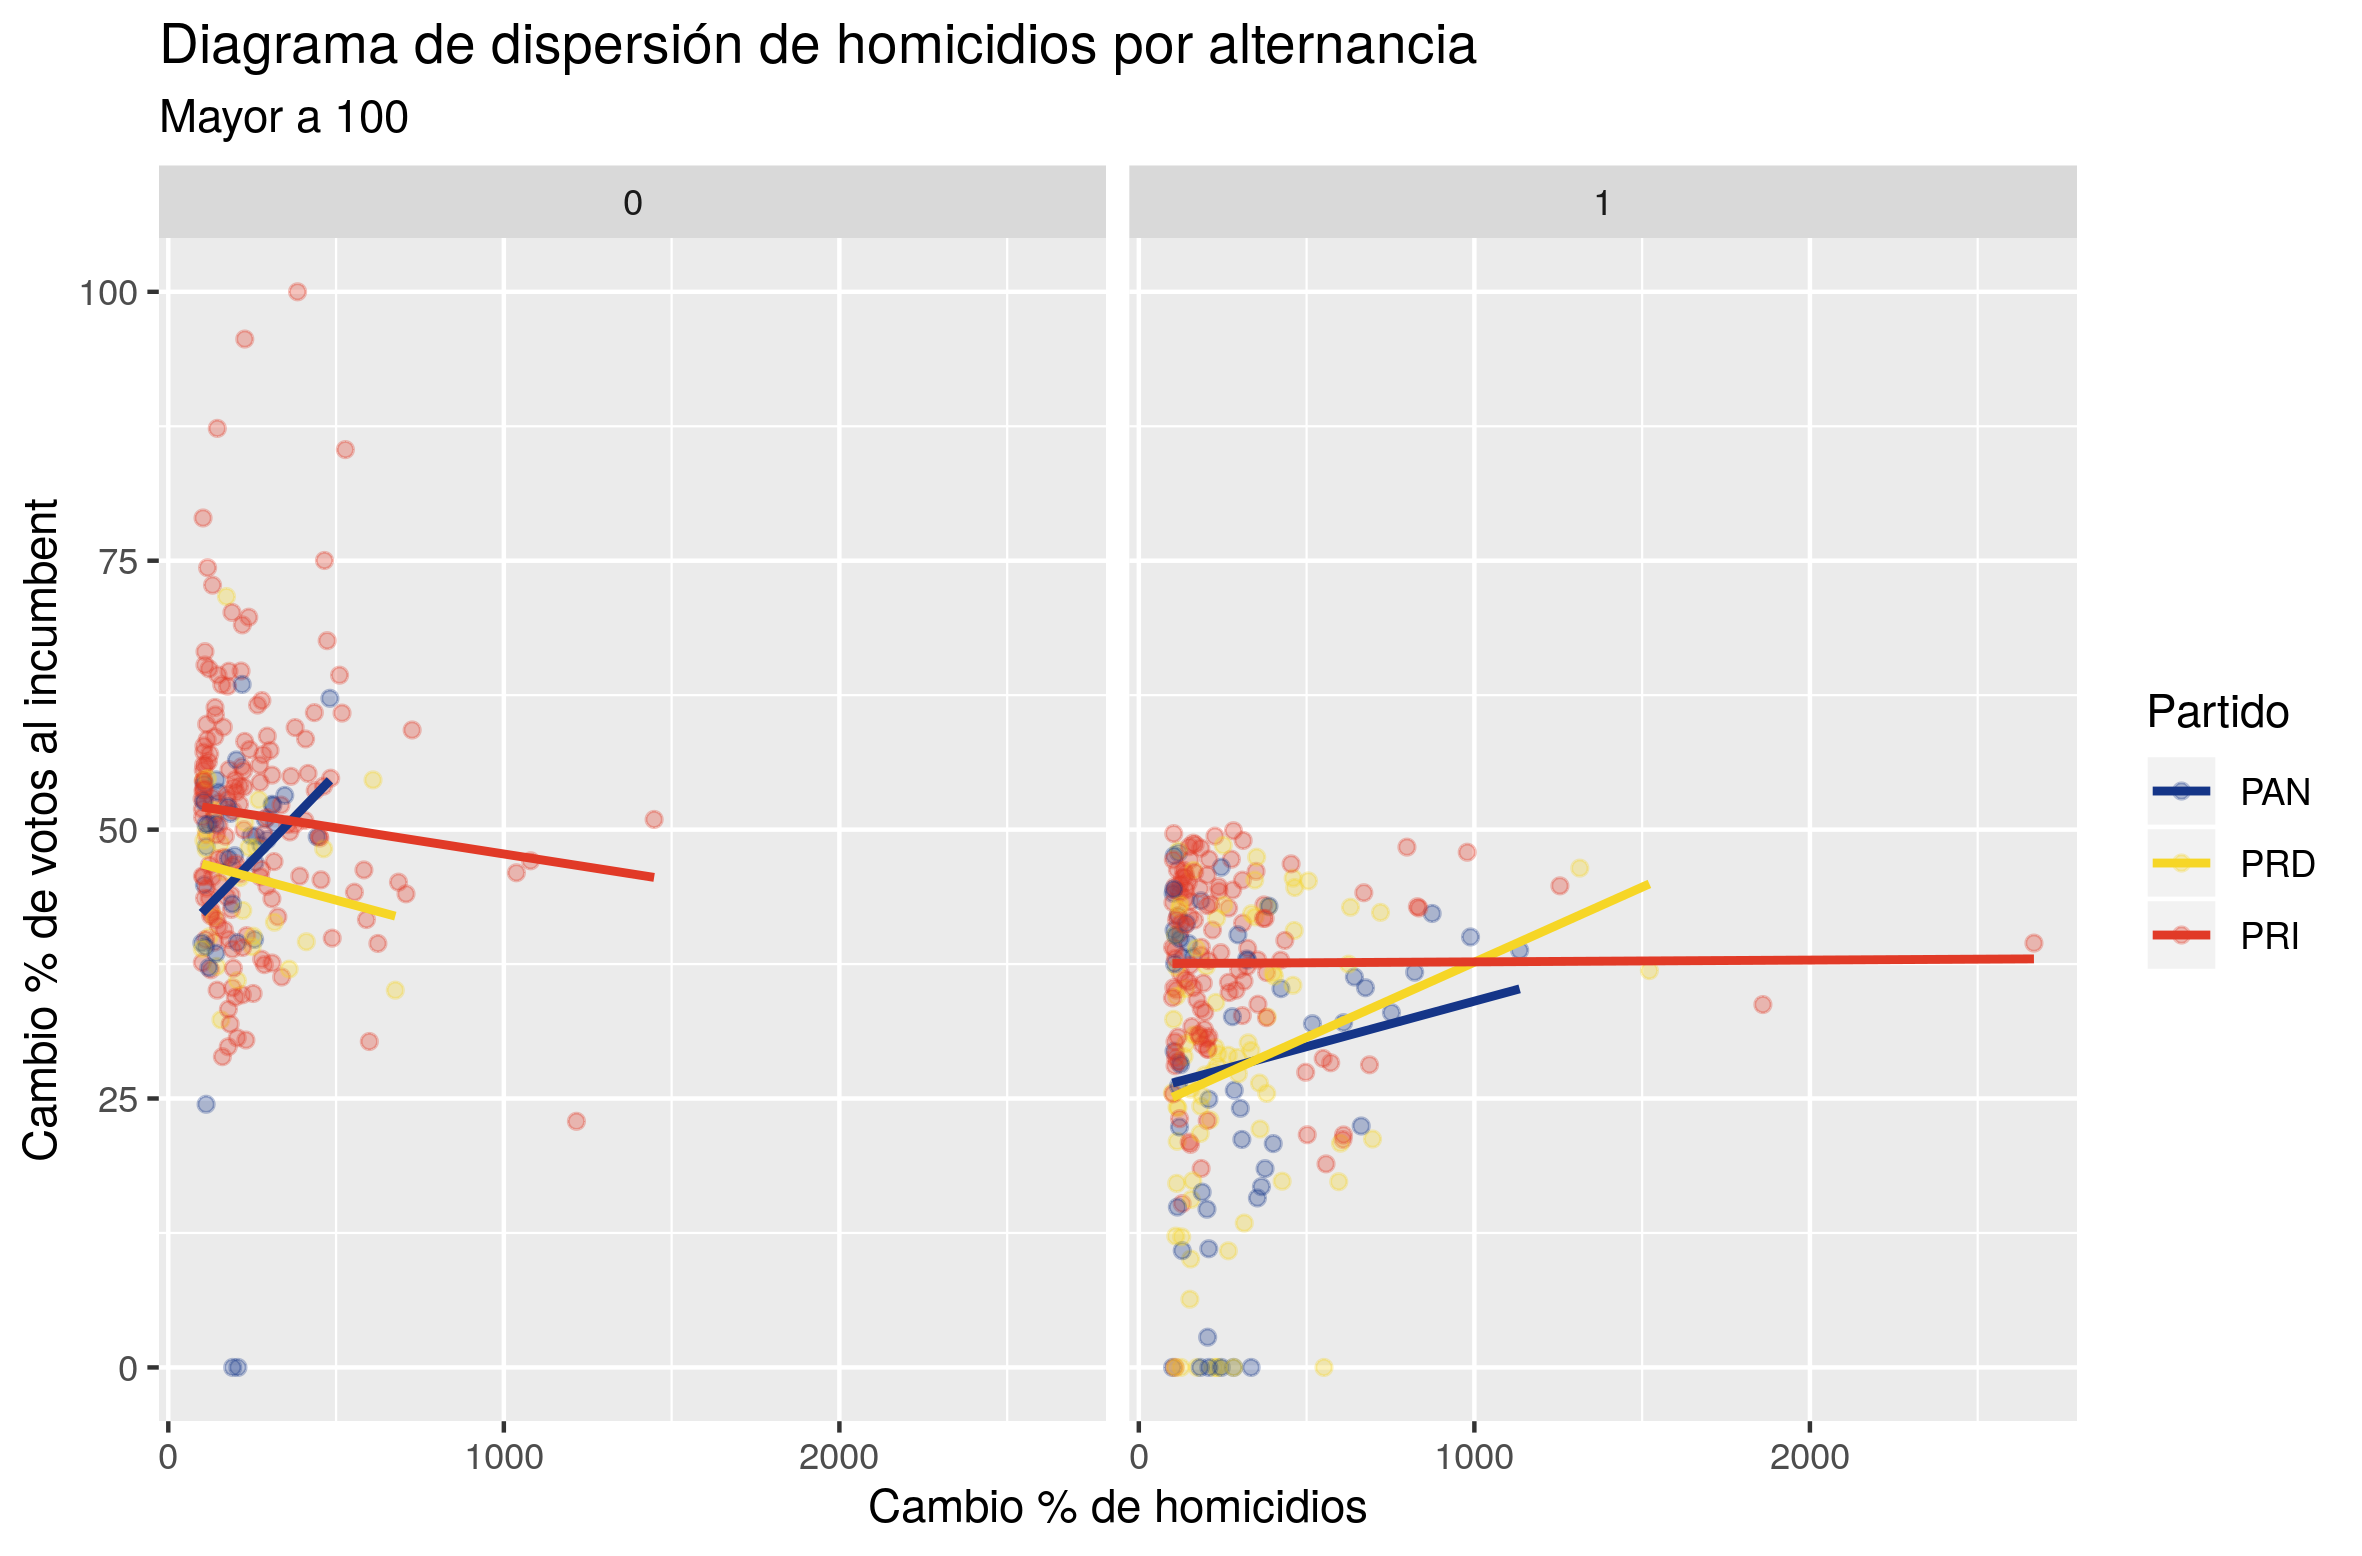 Diagrama de dispersión de homicidios por alternancia
Mayor a 100
0
1
Cambio % de votos al incumbent
100
75
50
25
0
0
1000
2000
0
1000
2000
Cambio % de homicidios
Partido
PAN
PRD
PRI